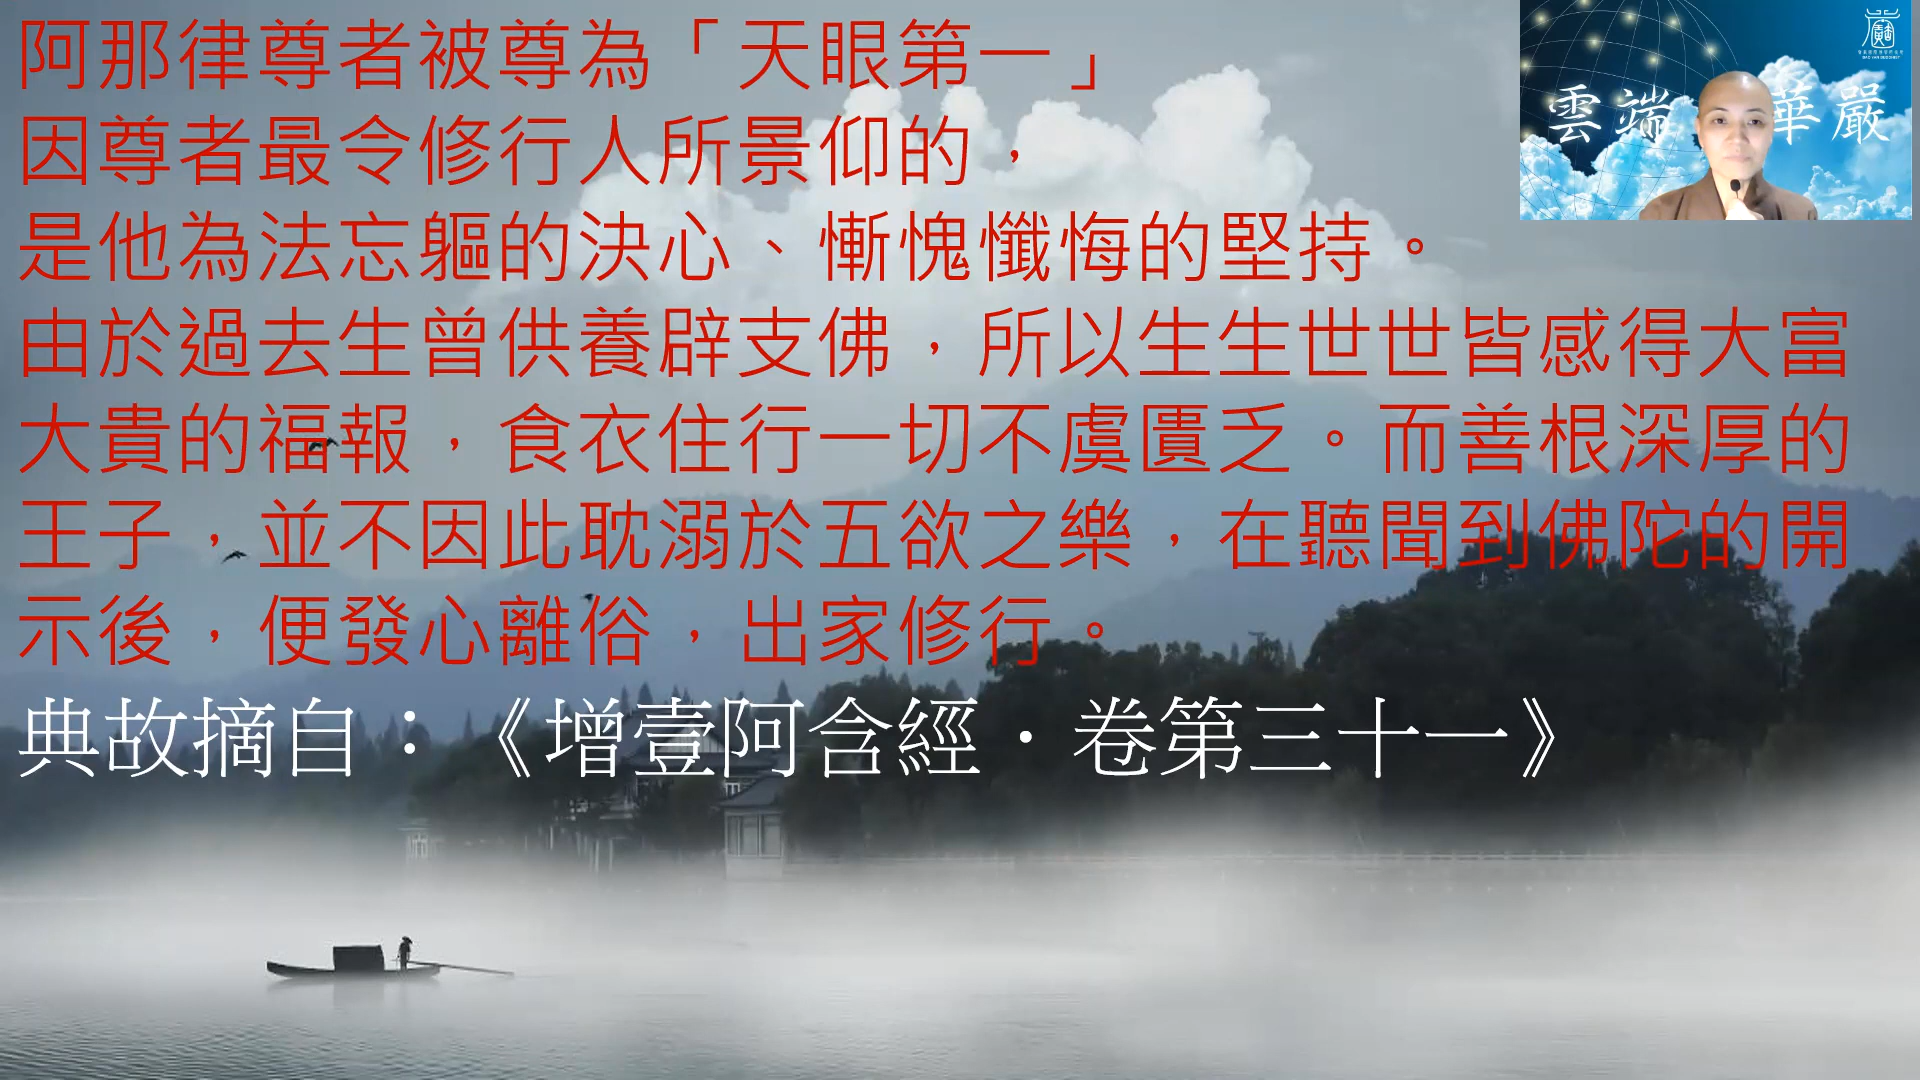 阿那律尊者被尊為「天眼第一」
因尊者最令修行人所景仰的，
是他為法忘軀的決心、慚愧懺悔的堅持。
由於過去生曾供養辟支佛，所以生生世世皆感得大富
大貴的福報，食衣住行一切不虞匱乏。而善根深厚的
王子，並不因此耽溺於五欲之樂，在聽聞到佛陀的開
示後，便發心離俗，出家修行。
典故摘自：《增壹阿含經．卷第三十一》
雲端 華嚴